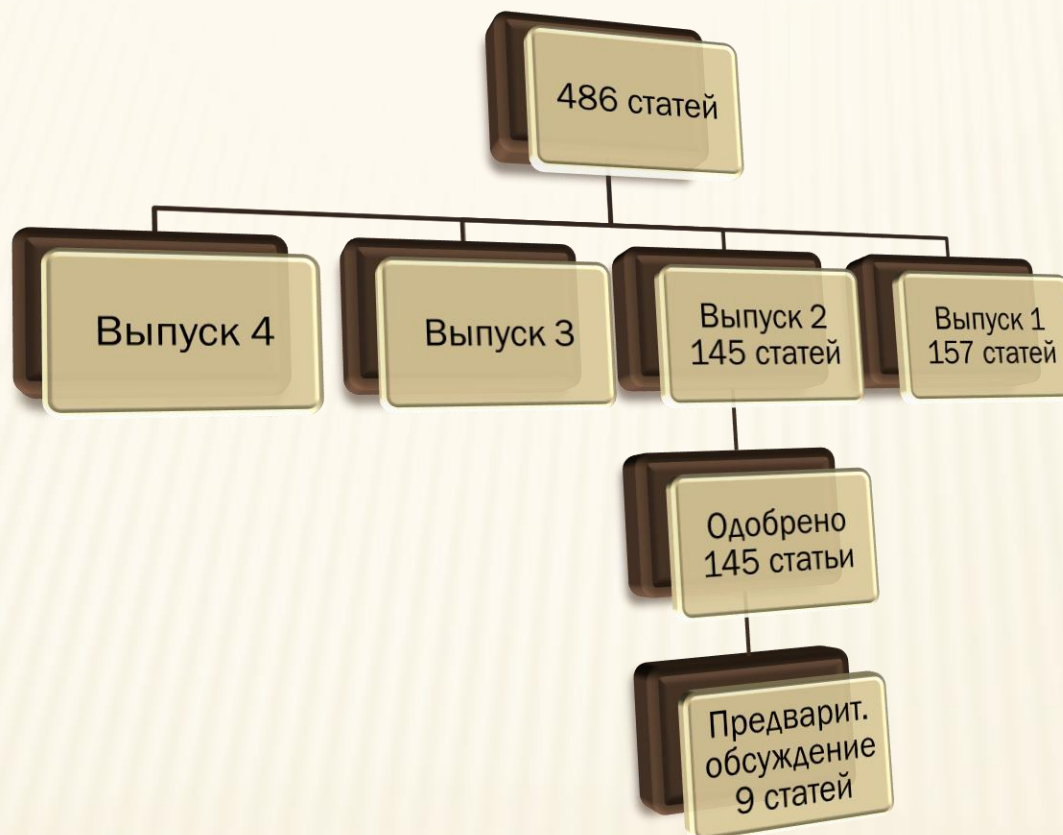 486 статей
Выпуск 4
Выпуск 3
Выпуск 2
145 статей
Выпуск 1
157 статей
Одобрено
145 статьи
Предварит.
обсуждение
9 статей